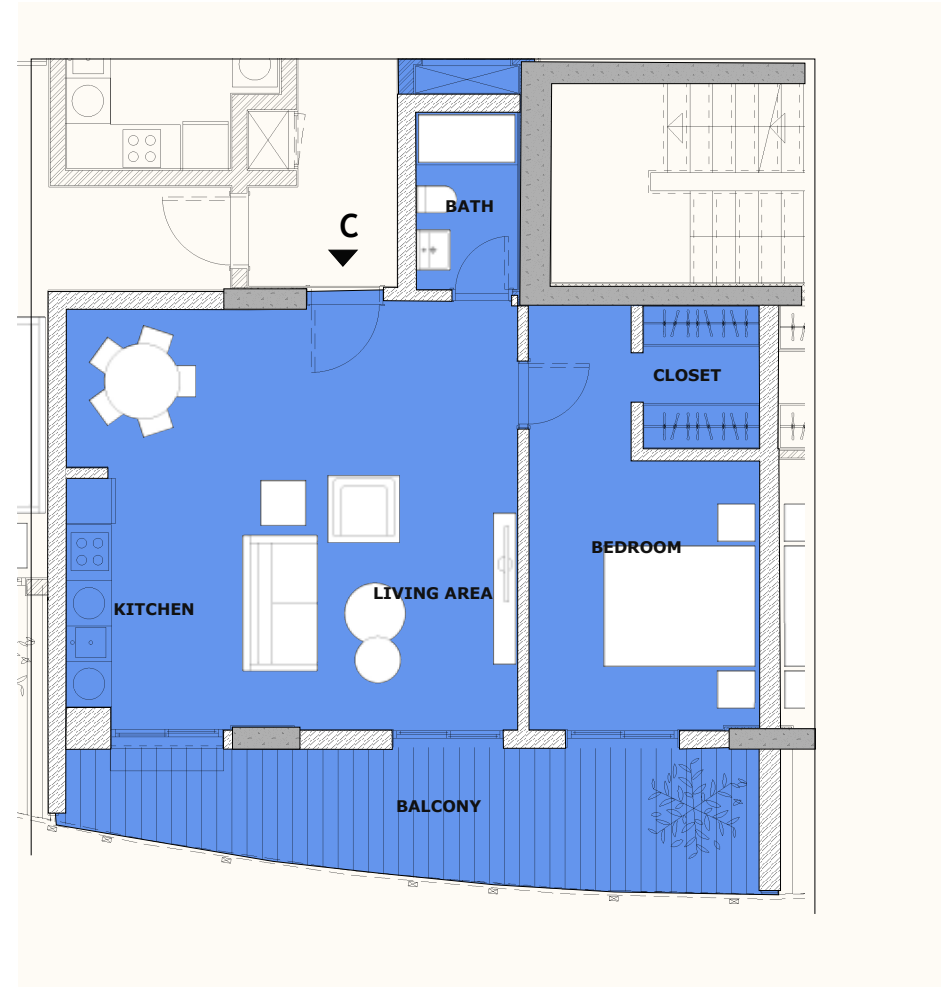 BATH
C
CLOSET
BEDROOM
LIVING AREA
KITCHEN
BALCONY